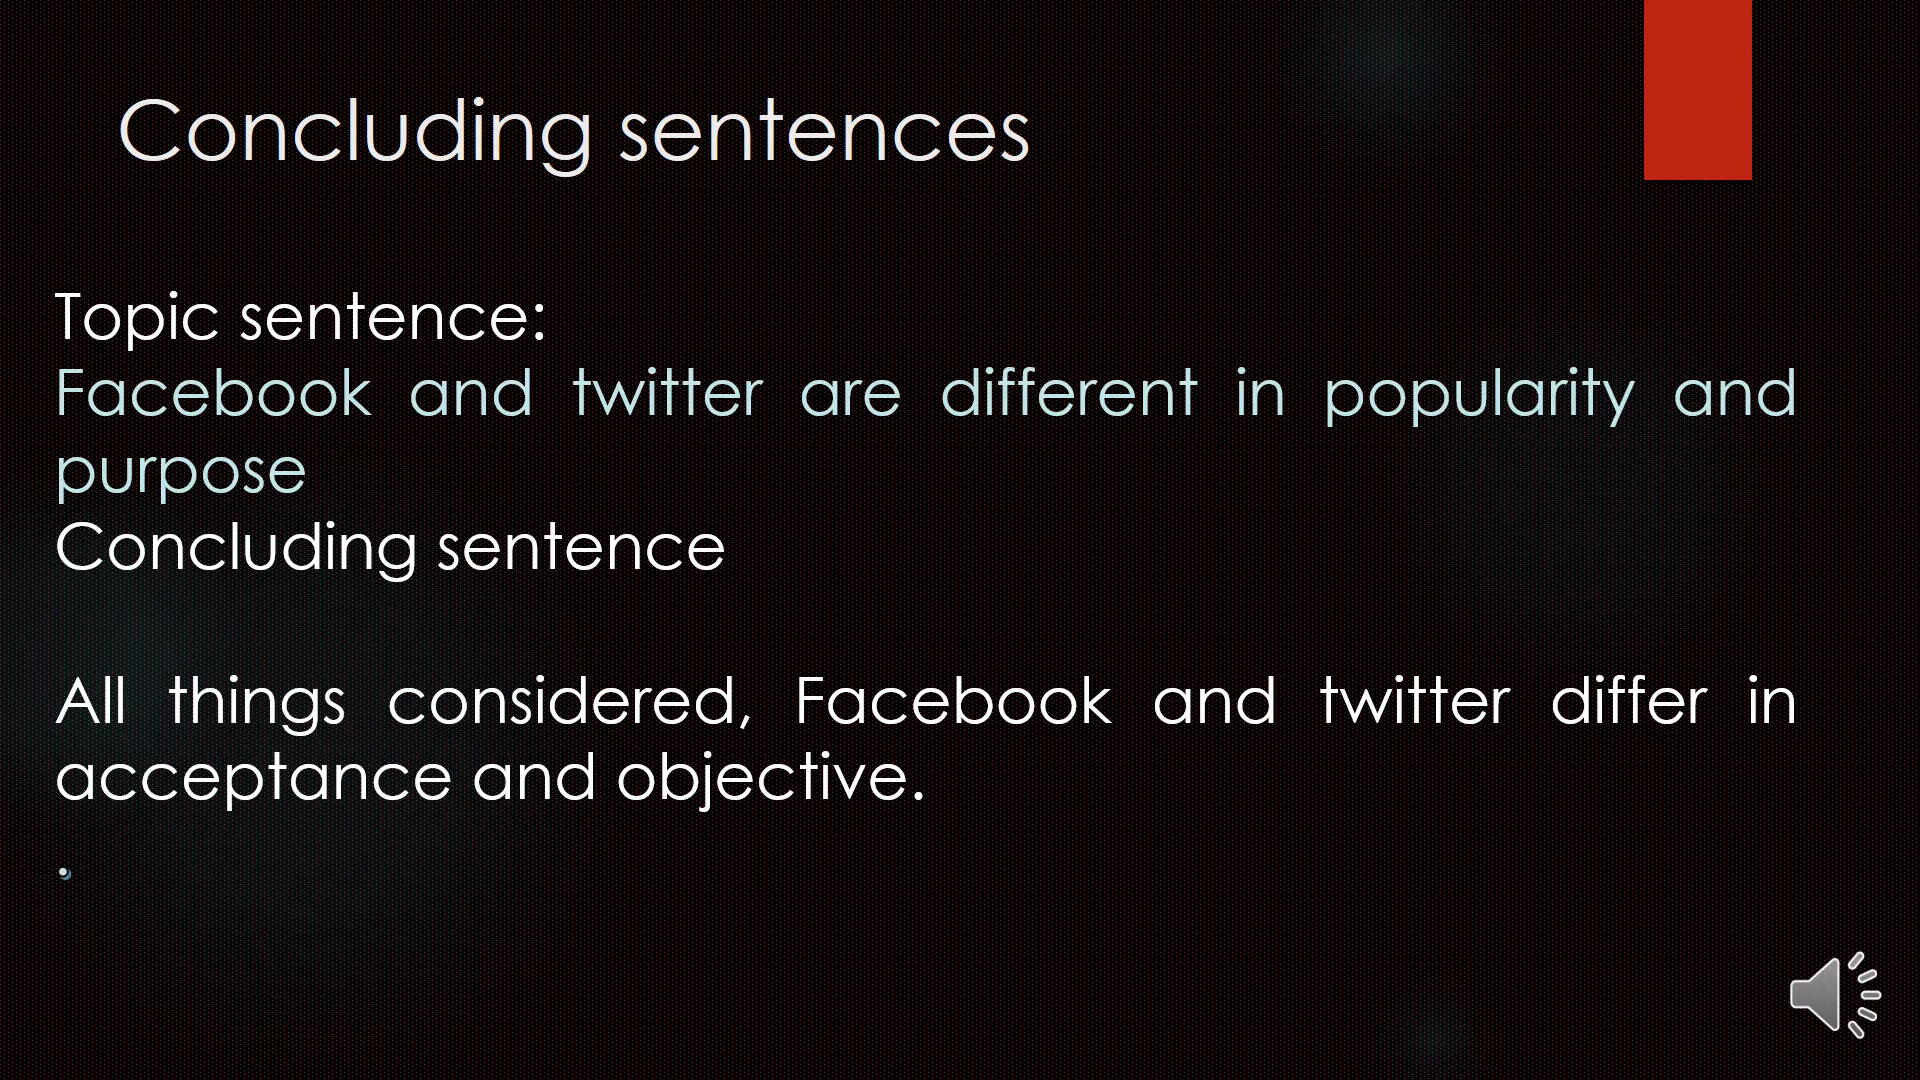 Concluding sentences
Topic sentence:
Facebook and twitter are different in popularity and
purpose
Concluding sentence
All things considered, Facebook and twitter differ in
acceptance and objective.
.